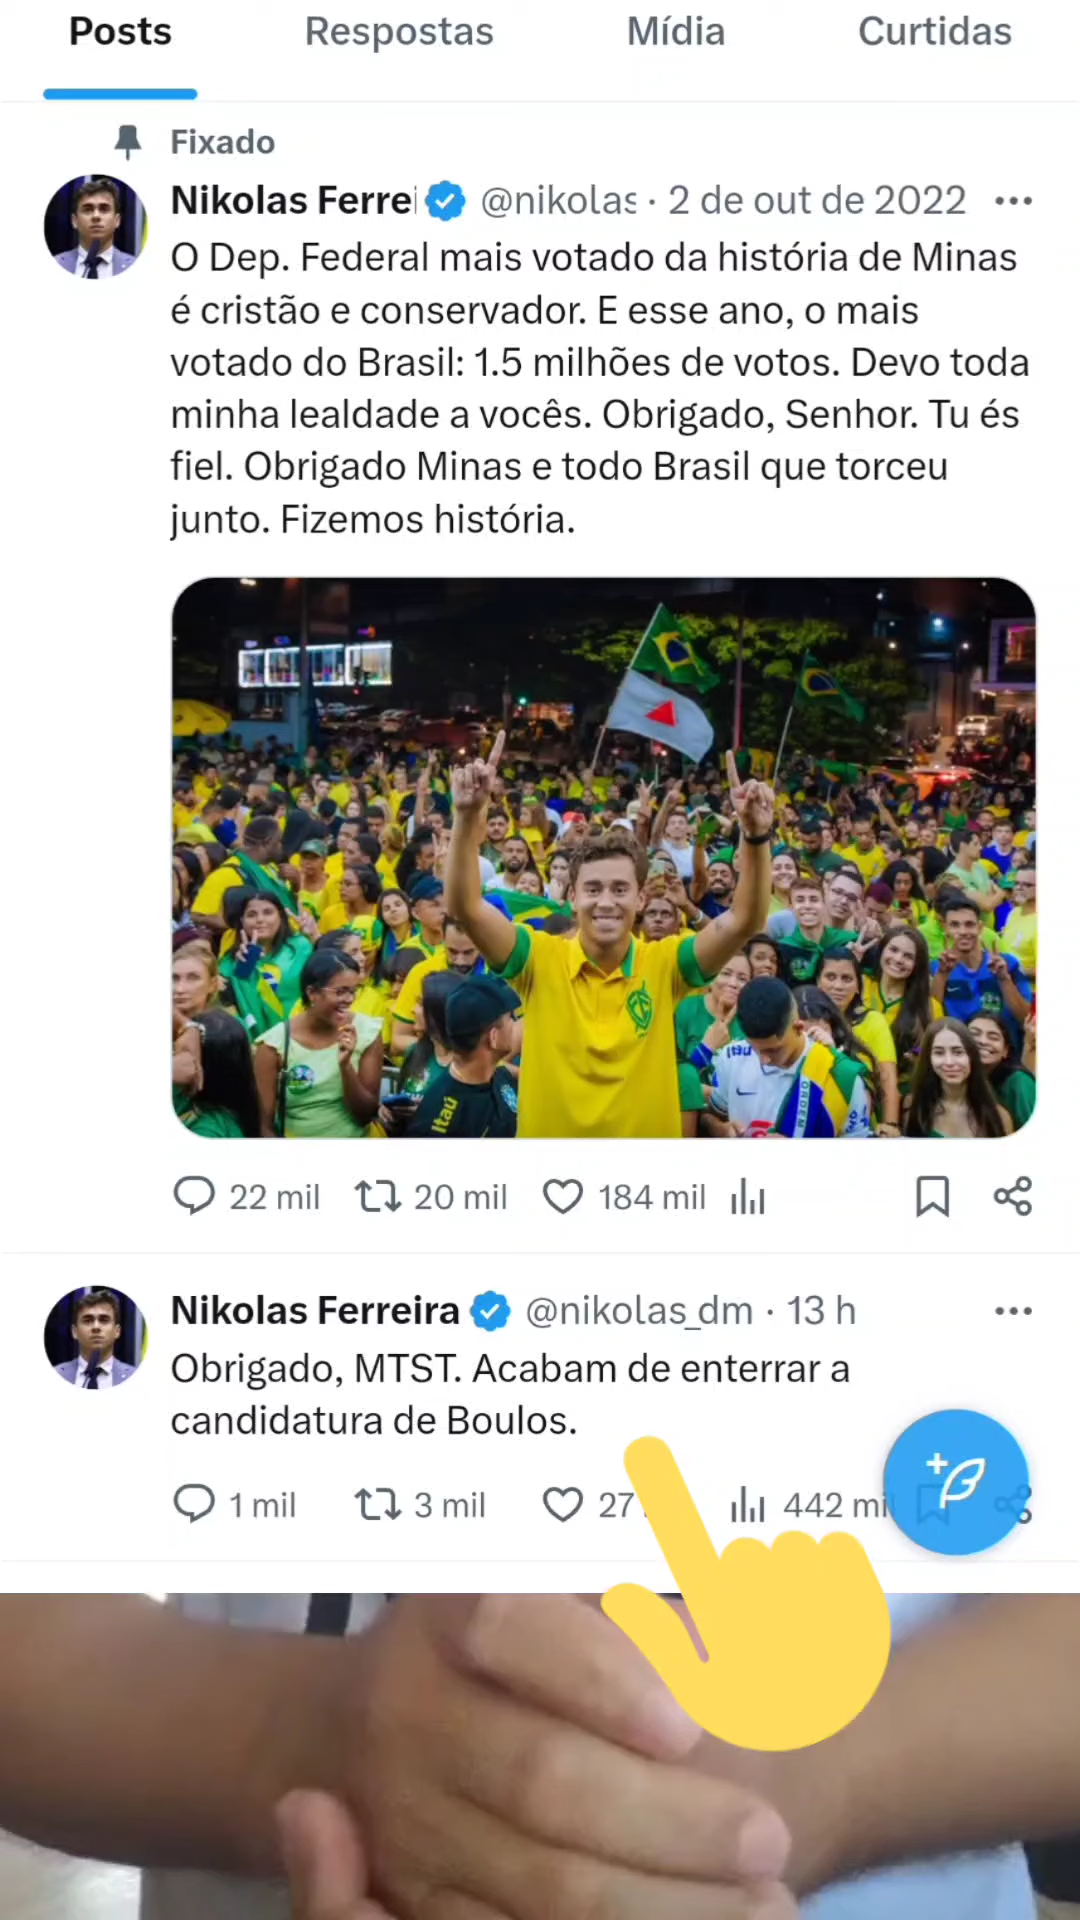 Posts Respostas Mídia Curtidas
Fixado
Nikolas Ferrei @nikolas · 2 de out de 2022
O Dep. Federal mais votado da história de Minas
é cristão e conservador. E esse ano, o mais
votado do Brasil: 1.5 milhões de votos. Devo toda
minha lealdade a vocês. Obrigado, Senhor. Tu és
fiel. Obrigado Minas e todo Brasil que torceu
junto. Fizemos história.
Itaú
Itaú
ORDEM
22 mil 20 mil 184 mil
Nikolas Ferreira @nikolas_dm · 13 h
Obrigado, MTST. Acabam de enterrar a
candidatura de Boulos.
1 mil 3 mil 27 442 mi